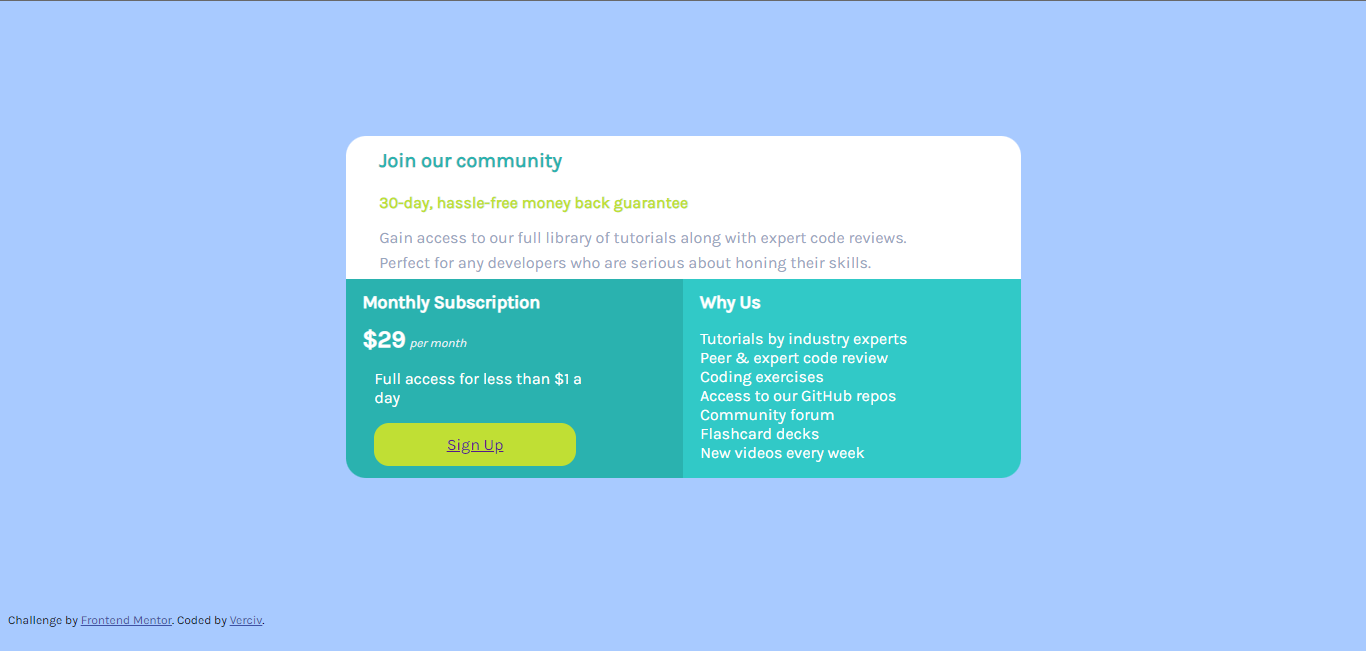 Join our community
30-day, hassle-free money back guarantee
Gain access to our full library of tutorials along with expert code reviews.
Perfect for any developers who are serious about honing their skills.
Monthly Subscription
$29 per month
Full access for less than $1 a
day
Sign Up
Why Us
Tutorials by industry experts
Peer & expert code review
Coding exercises
Access to our GitHub repos
Community forum
Flashcard decks
New videos every week
Challenge by Frontend Mentor. Coded by Verciv.